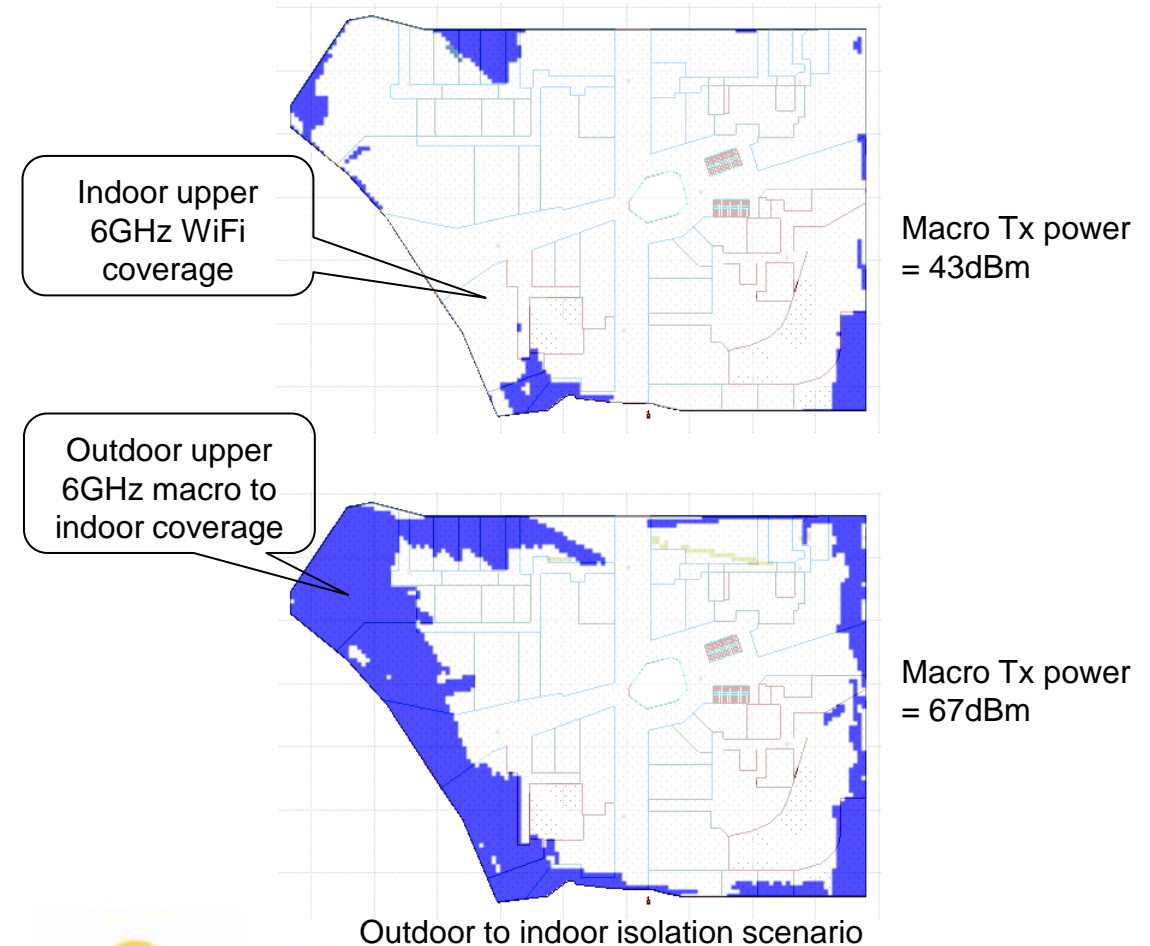 Indoor upper
6GHz WiFi
coverage
Macro Tx power
= 43dBm
Outdoor upper
6GHz macro to
indoor coverage
Macro Tx power
= 67dBm
Outdoor to indoor isolation scenario